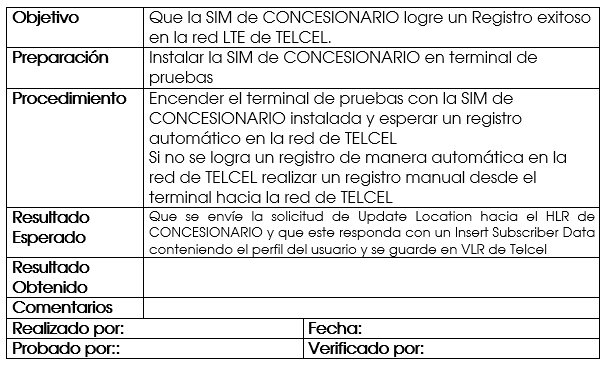 Objetivo Que la SIM de CONCESIONARIO logre un Registro exitoso
en la red LTE de TELCEL.
Preparación Instalar la SIM de CONCESIONARIO en terminal de
pruebas
Procedimiento Encender el terminal de pruebas con la SIM de
CONCESIONARIO instalada y esperar un registro
automático en la red de TELCEL
Si no se logra un registro de manera automática en la
red de TELCEL realizar un registro manual desde el
terminal hacia la red de TELCEL
Resultado Esperado
Que se envíe la solicitud de Update Location hacia el HLR de
CONCESIONARIO y que este responda con un Insert Subscriber Data
conteniendo el perfil del usuario y se guarde en VLR de Telcel
Resultado
Obtenido
Comentarios
Realizado por: Fecha:
Probado por:: Verificado por: